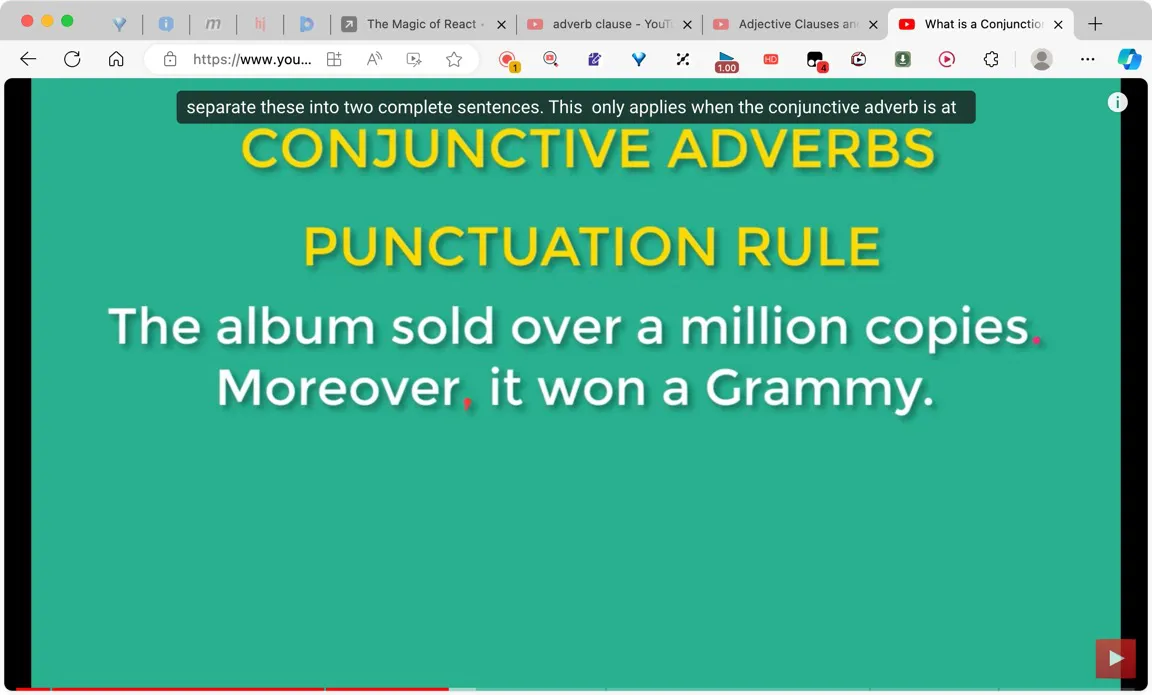 m
hj
The Magic of React -
adverb clause - YouT
Adjective Clauses an
What is a Conjunctio
https://www.you...
1
1.00
HD
4
separate these into two complete sentences. This only applies when the conjunctive adverb is at
CONJUNCTIVE ADVERBS
PUNCTUATION RULE
The album sold over a million copies.
Moreover, it won a Grammy.